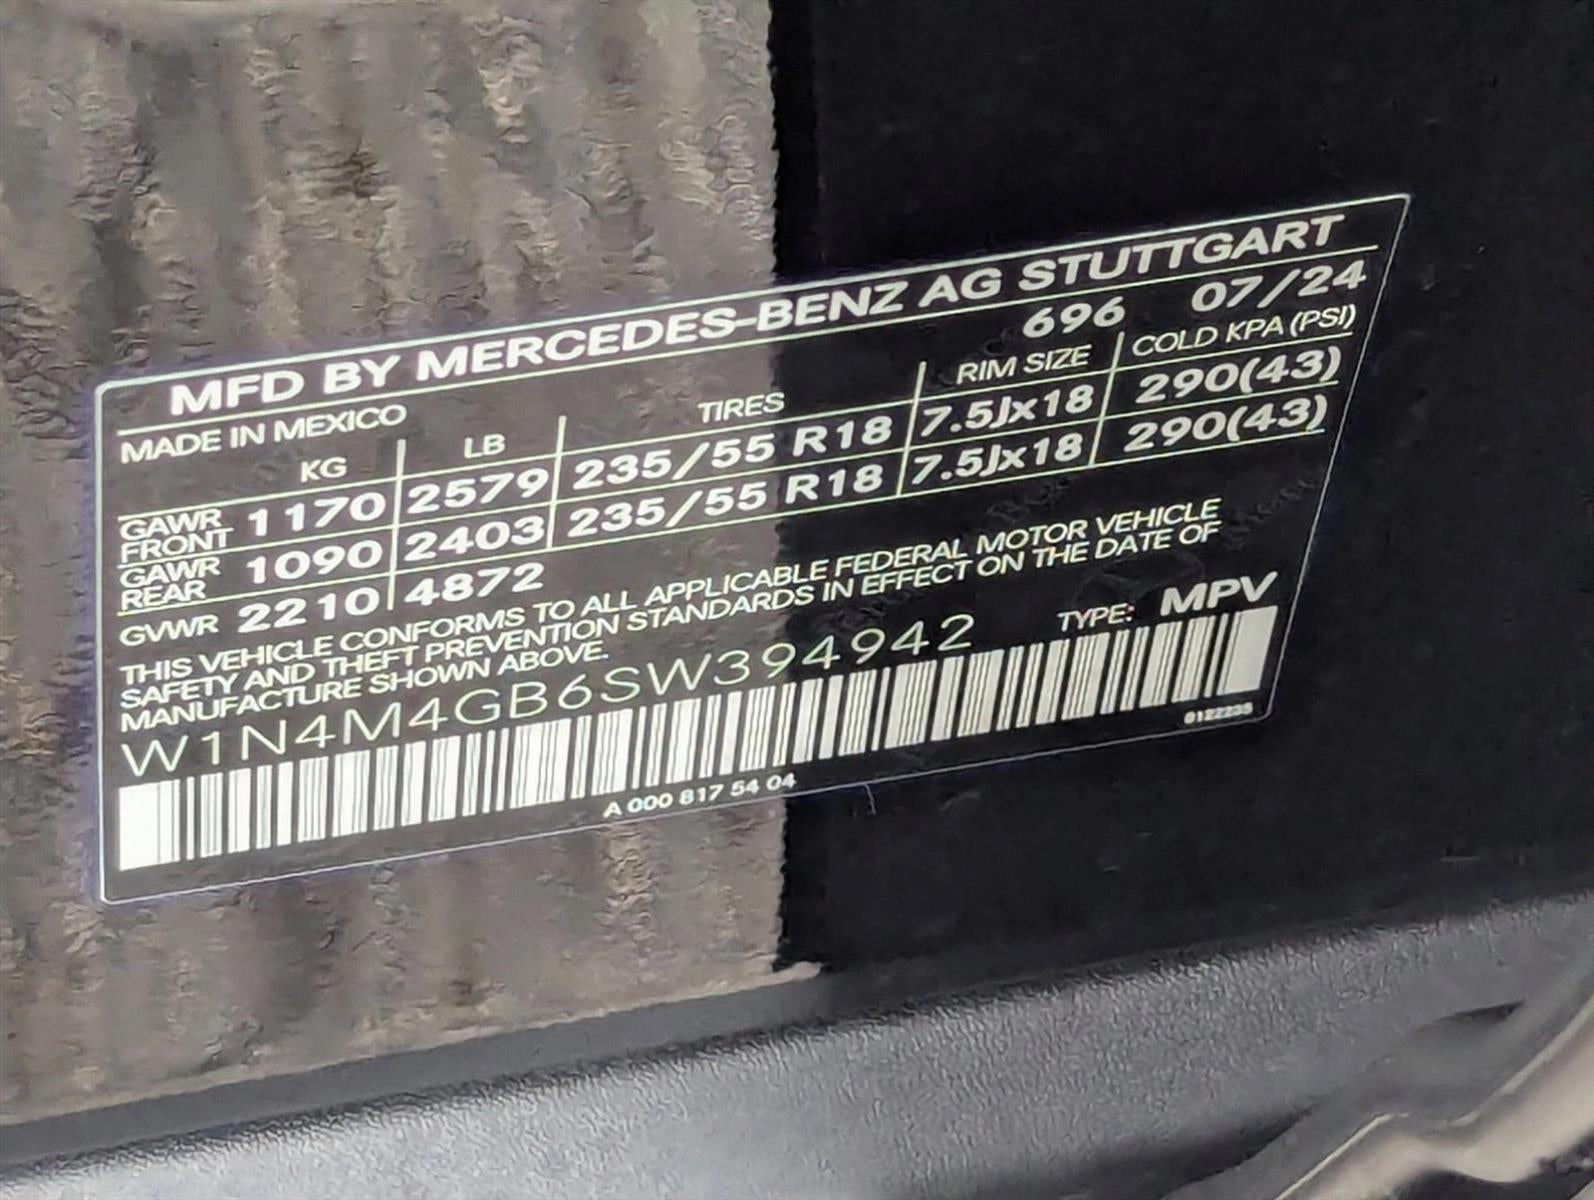 MFD BY MERCEDES-BENZ AG STUTTGART
MADE IN MEXICO 696 07/24
KG LB TIRES RIM SIZE COLD KPA (PSI)
GAWR FRONT 1170 2579 235/55 R18 7.5Jx18 290(43)
GAWR REAR 1090 2403 235/55 R18 7.5Jx18 290(43)
GVWR 2210 4872
THIS VEHICLE CONFORMS TO ALL APPLICABLE FEDERAL MOTOR VEHICLE
SAFETY AND THEFT PREVENTION STANDARDS IN EFFECT ON THE DATE OF
MANUFACTURE SHOWN ABOVE.
W1N4M4GB6SW394942 TYPE: MPV
A 000 817 54 04